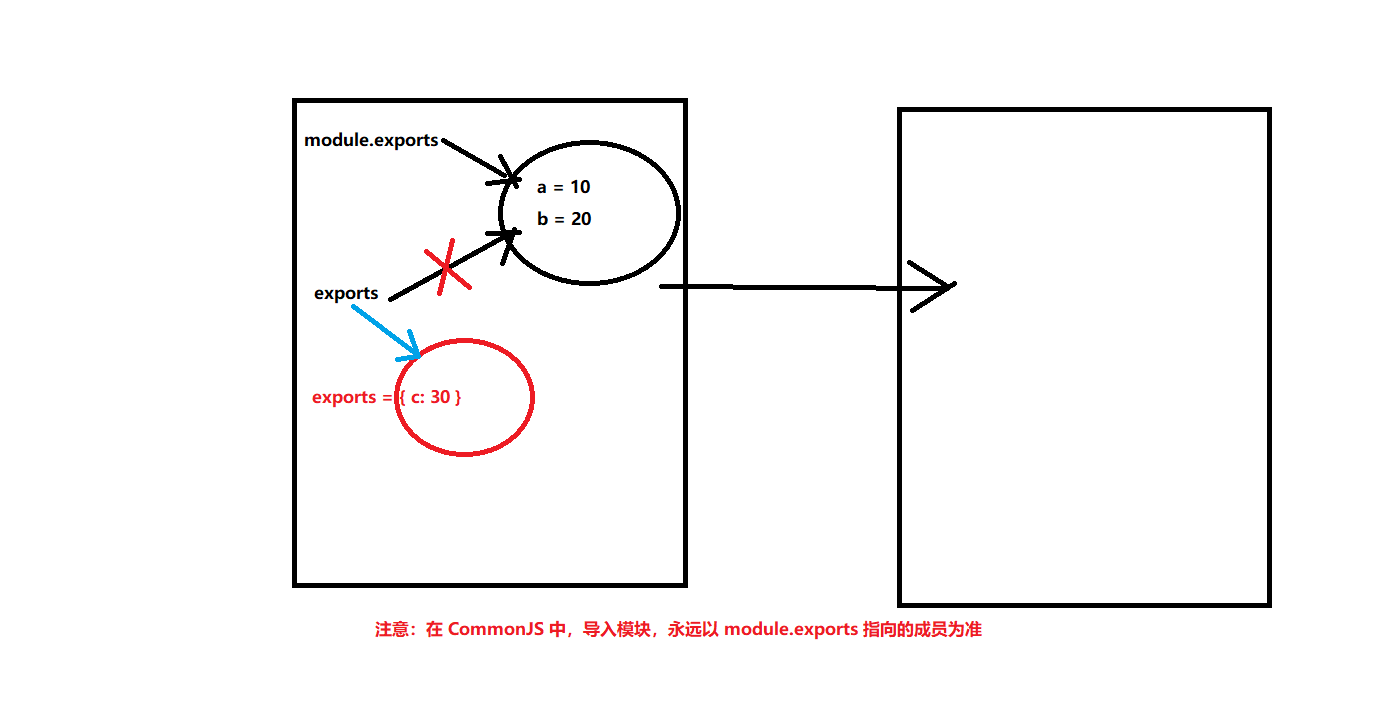 module.exports
a = 10
b = 20
exports
exports = { c: 30 }
注意：在 CommonJS 中，导入模块，永远以 module.exports 指向的成员为准